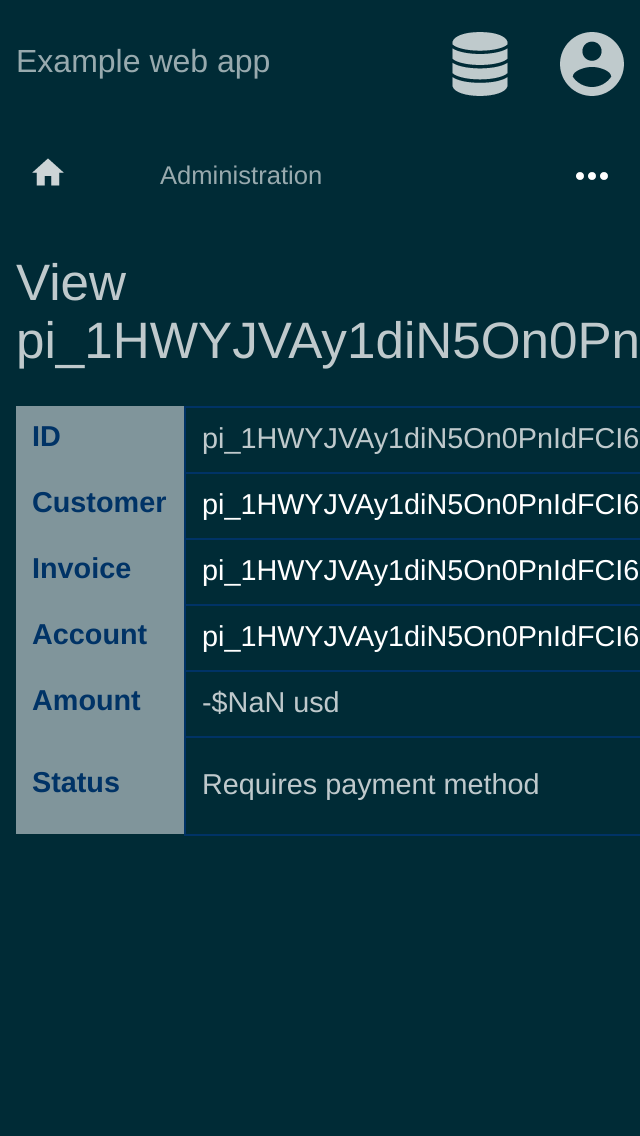 Example web app
Administration
View
pi_1HWYJVAy1diN5On0Pn
ID pi_1HWYJVAy1diN5On0PnIdFCI6
Customer pi_1HWYJVAy1diN5On0PnIdFCI6
Invoice pi_1HWYJVAy1diN5On0PnIdFCI6
Account pi_1HWYJVAy1diN5On0PnIdFCI6
Amount -$NaN usd
Status Requires payment method